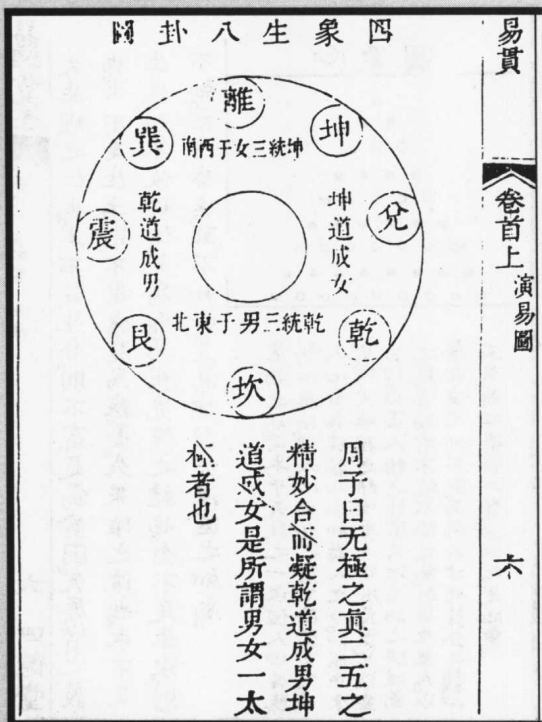 易貫
卷首上
演易圖
六
四象生八卦圖
離
坤
兌
乾
坎
艮
震
巽
坤統三女于西南
坤道成女
乾道成男
乾統三男于東北
周子曰无極之眞二五之
精妙合而凝乾道成男坤
道成女是所謂男女一太
極者也